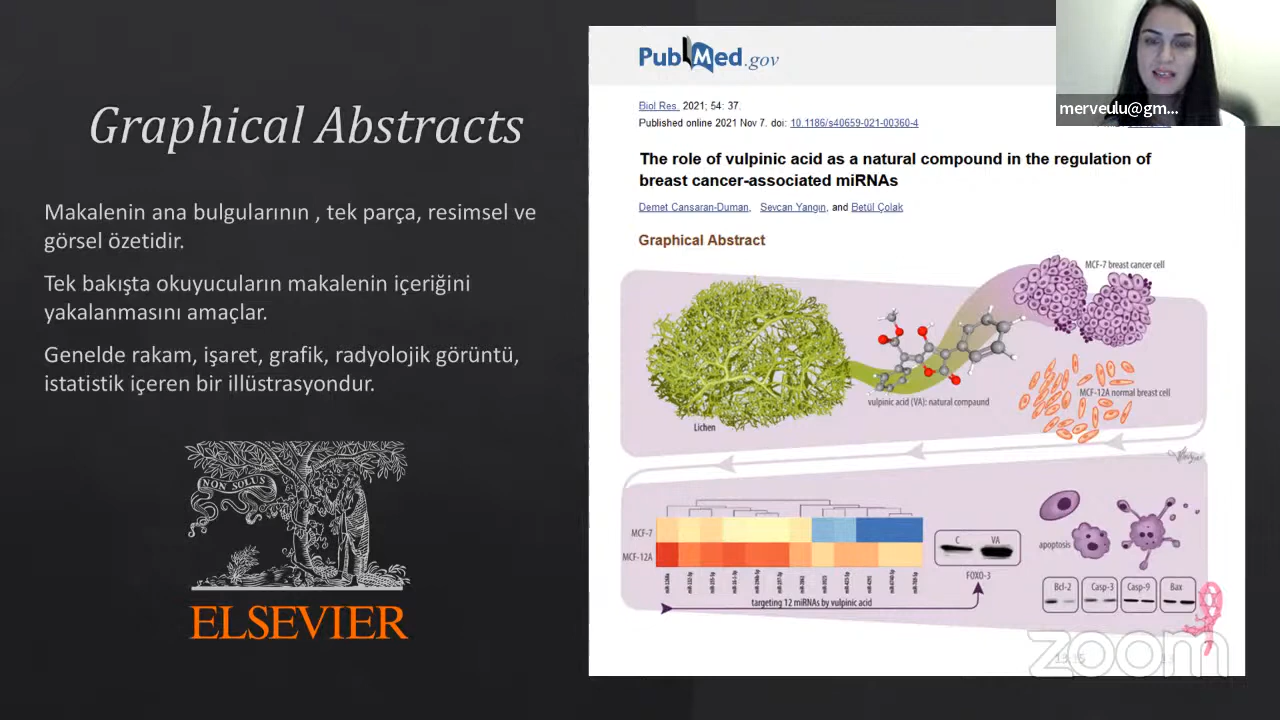 Graphical Abstracts
Makalenin ana bulgularının , tek parça, resimsel ve
görsel özetidir.
Tek bakışta okuyucuların makalenin içeriğini
yakalanmasını amaçlar.
Genelde rakam, işaret, grafik, radyolojik görüntü,
istatistik içeren bir illüstrasyondur.
NON SOLUS
ELSEVIER
PubMed.gov
merveulu@gm...
Biol Res. 2021; 54: 37.
Published online 2021 Nov 7. doi: 10.1186/s40659-021-00360-4
The role of vulpinic acid as a natural compound in the regulation of
breast cancer-associated miRNAs
Demet Cansaran-Duman, Sevcan Yangın, and Betül Çolak
Graphical Abstract
MCF-7 breast cancer cell
MCF-12A normal breast cell
vulpinic acid (VA): natural compaund
Lichen
MCF-7
MCF-12A
C VA
FOXO-3
apoptosis
Bcl-2 Casp-3 Casp-9 Bax
targeting 12 miRNAs by vulpinic acid
zoom